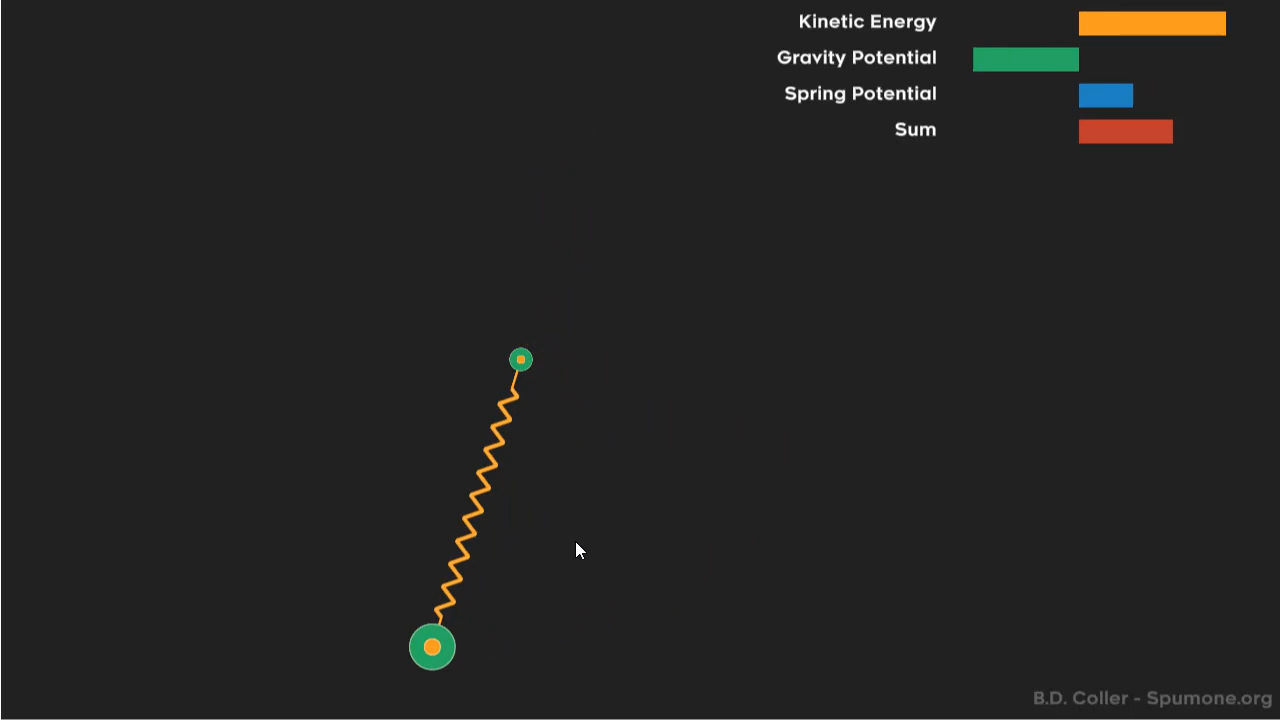 Kinetic Energy
Gravity Potential
Spring Potential
Sum
B.D. Coller - Spumone.org